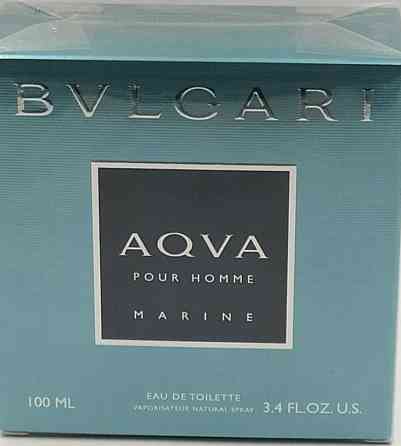 BVLGARI
AQVA
POUR HOMME
MARINE
100 ML
EAU DE TOILETTE
VAPORISATEUR NATURAL SPRAY
3.4 FL.OZ. U.S.